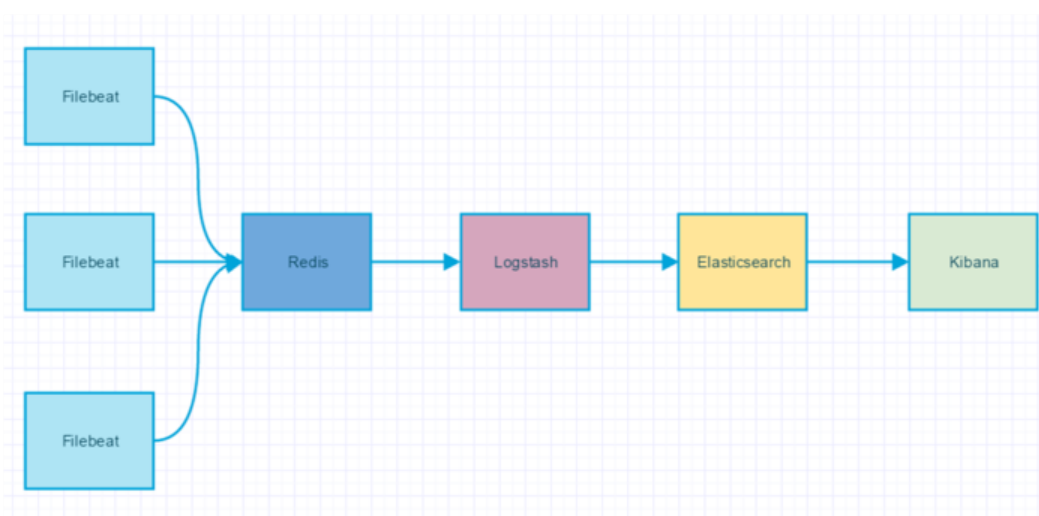 Filebeat
Filebeat
Redis
Logstash
Elasticsearch
Kibana
Filebeat